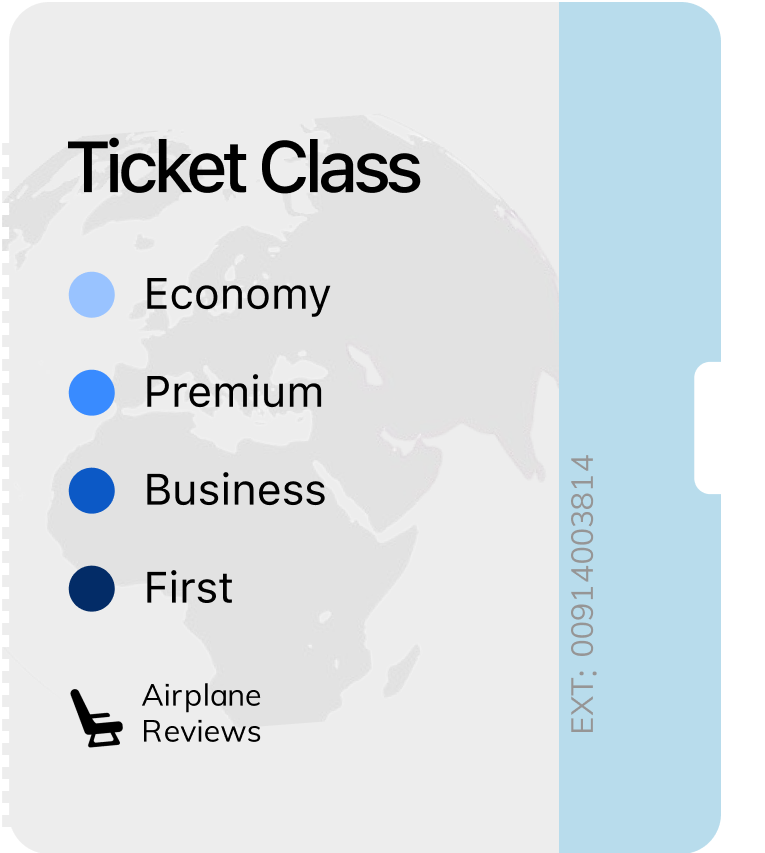 Ticket Class
Economy
Premium
Business
First
Airplane
Reviews
EXT: 00914003814